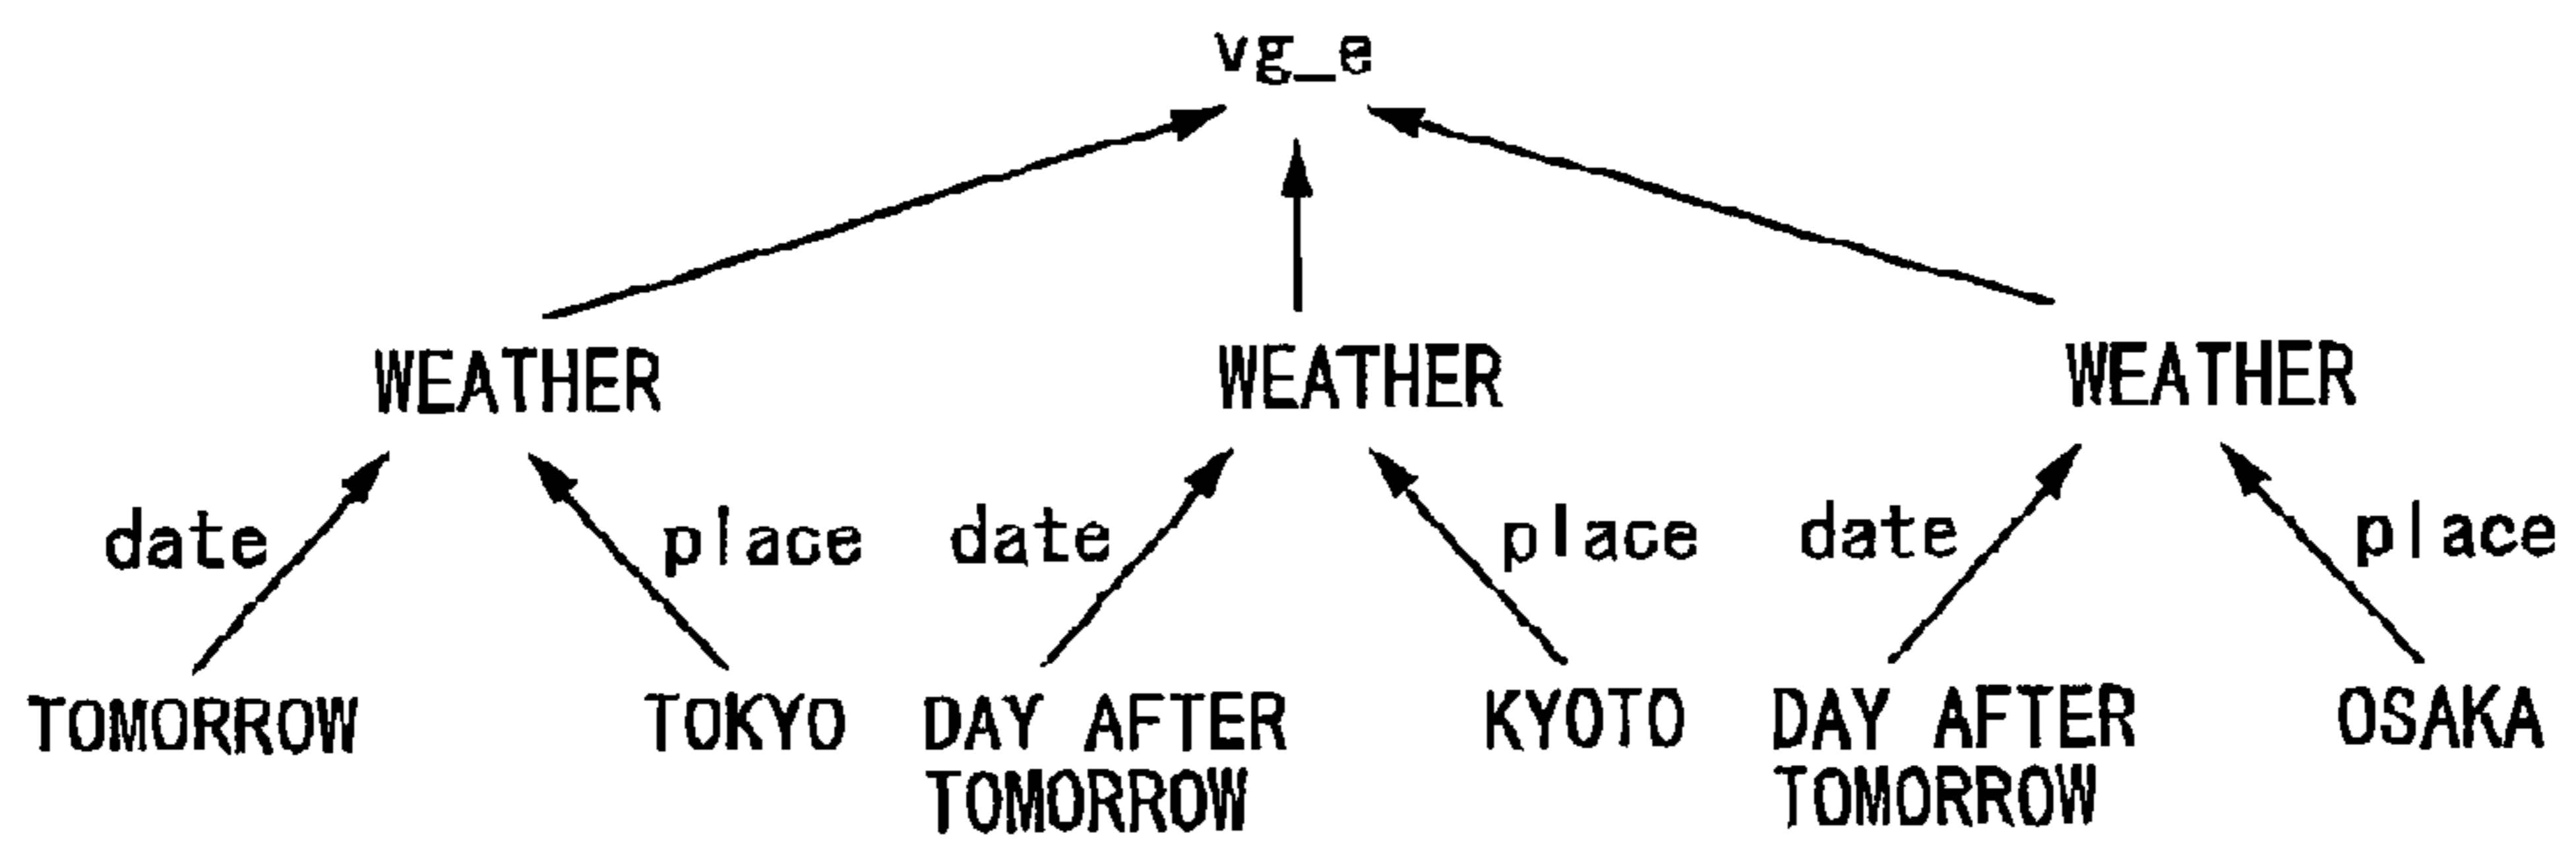 vg_e
WEATHER WEATHER WEATHER
date place date place date place
TOMORROW TOKYO DAY AFTER KYOTO DAY AFTER OSAKA
TOMORROW TOMORROW